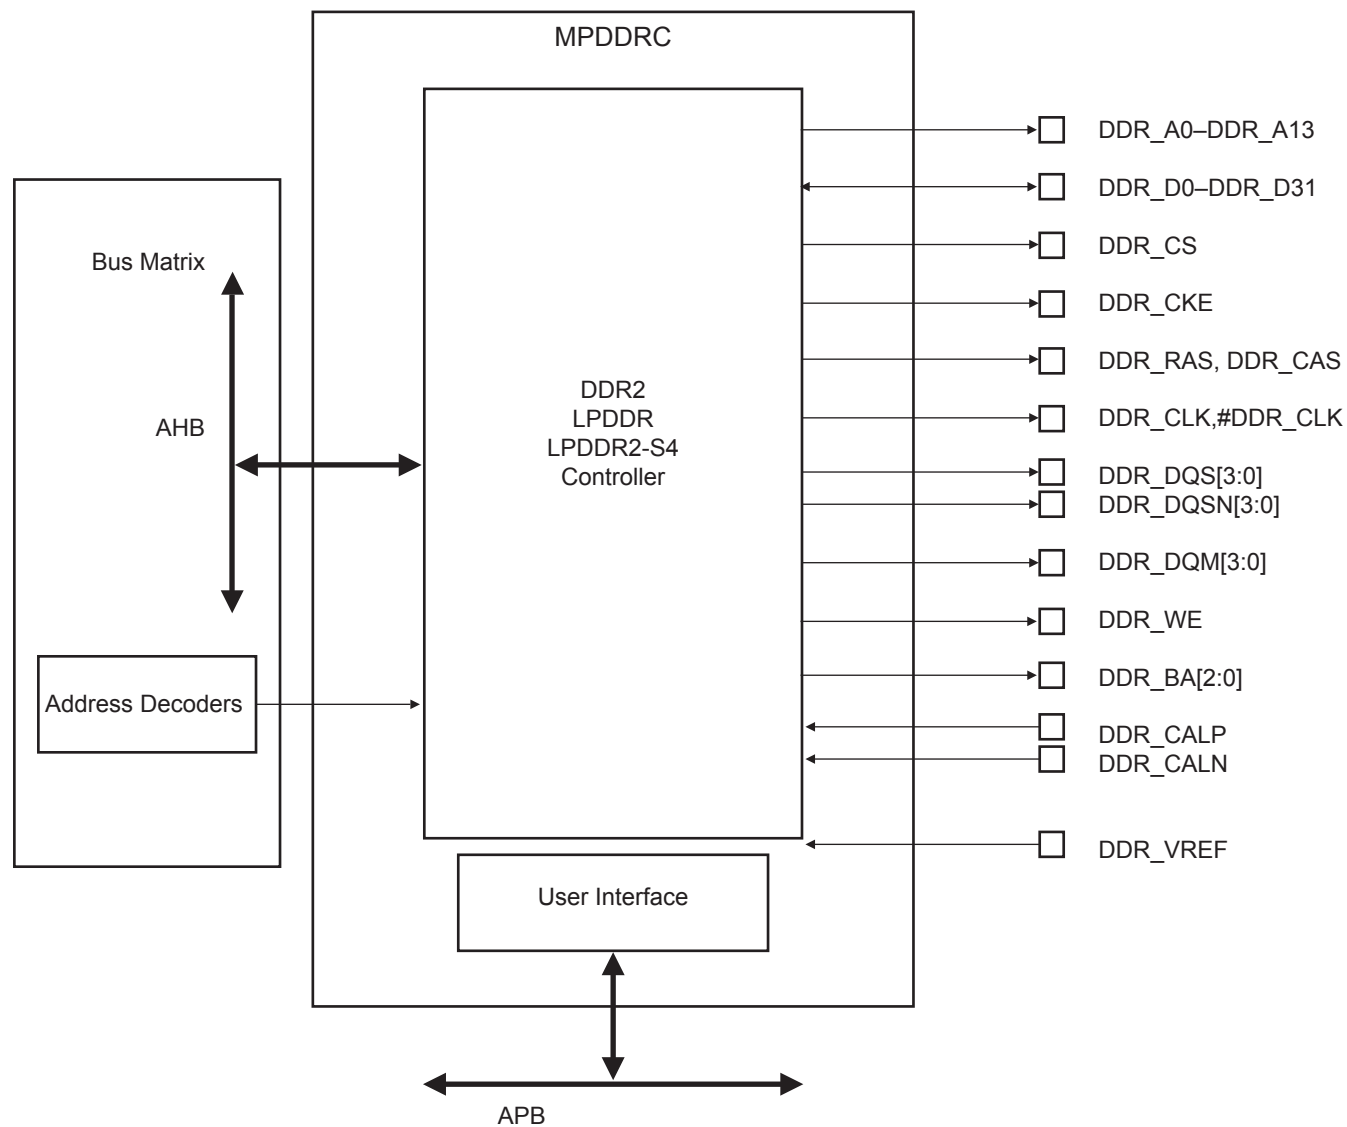 MPDDRC
Bus Matrix
AHB
Address Decoders
DDR2
LPDDR
LPDDR2-S4
Controller
User Interface
APB
DDR_A0–DDR_A13
DDR_D0–DDR_D31
DDR_CS
DDR_CKE
DDR_RAS, DDR_CAS
DDR_CLK,#DDR_CLK
DDR_DQS[3:0]
DDR_DQSN[3:0]
DDR_DQM[3:0]
DDR_WE
DDR_BA[2:0]
DDR_CALP
DDR_CALN
DDR_VREF